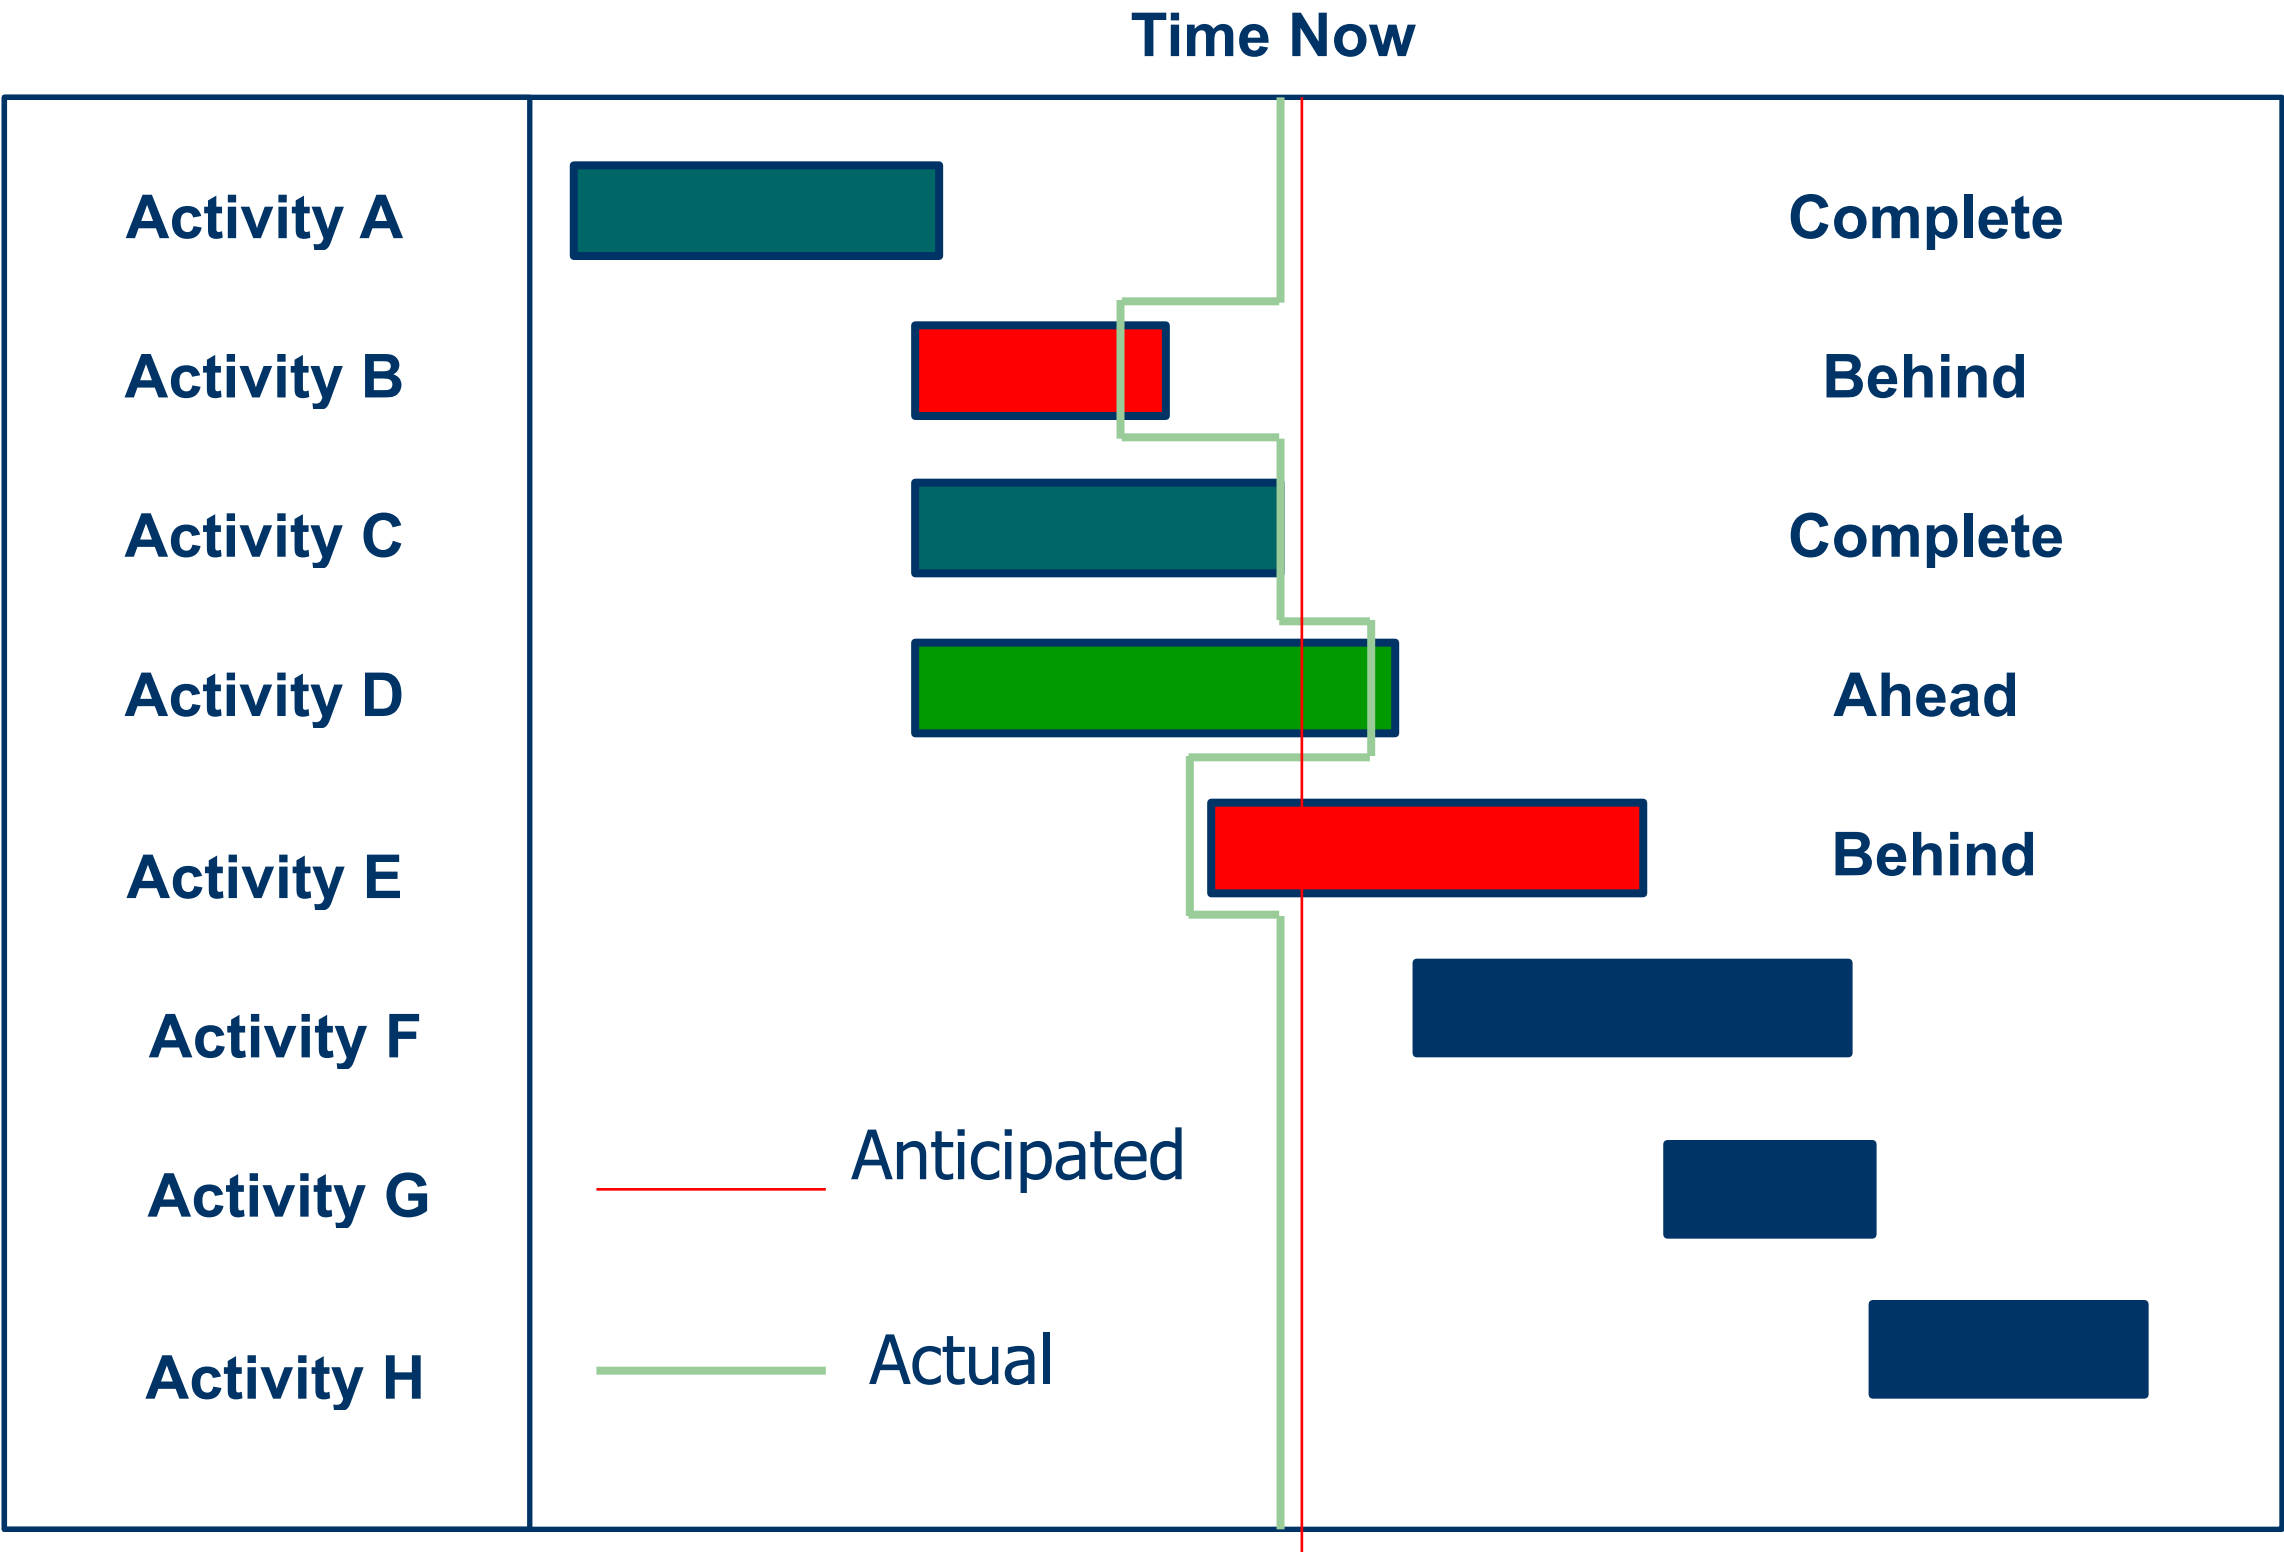 Time Now
Activity A
Complete
Activity B
Behind
Activity C
Complete
Activity D
Ahead
Activity E
Behind
Activity F
Anticipated
Activity G
Actual
Activity H